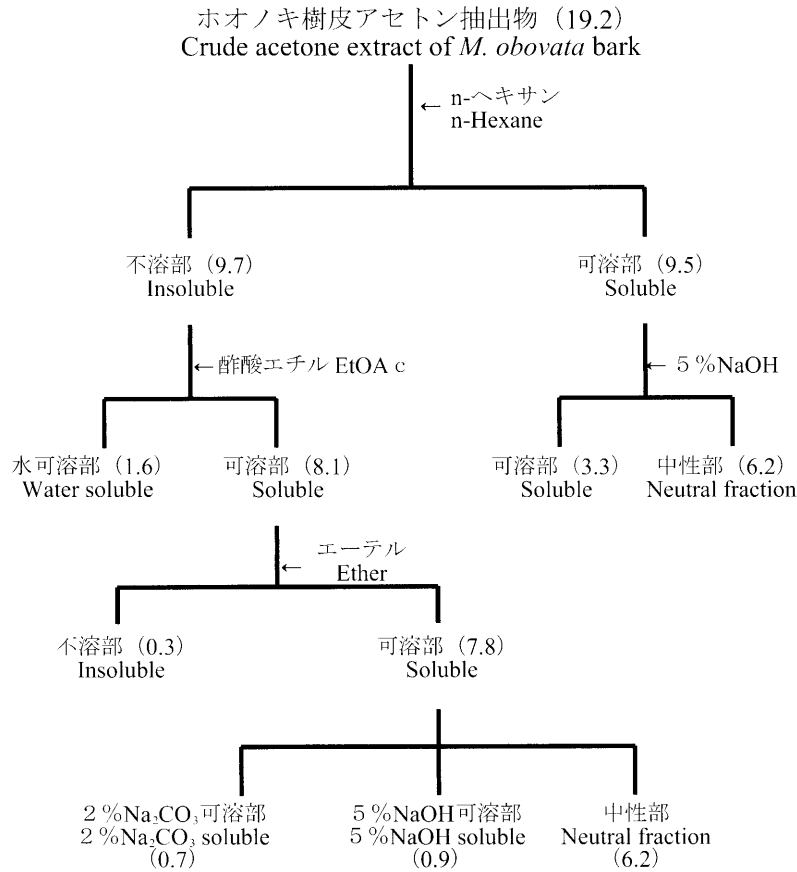 ホオノキ樹皮アセトン抽出物（19.2）
Crude acetone extract of M. obovata bark
←n-ヘキサン
n-Hexane
不溶部（9.7）
Insoluble
可溶部（9.5）
Soluble
←酢酸エチル EtOAｃ
←５％NaOH
水可溶部（1.6）
Water soluble
可溶部（8.1）
Soluble
可溶部（3.3）
Soluble
中性部（6.2）
Neutral fraction
←エーテル
Ether
不溶部（0.3）
Insoluble
可溶部（7.8）
Soluble
２％Na₂CO₃可溶部
２％Na₂CO₃ soluble
(0.7)
５％NaOH可溶部
５％NaOH soluble
(0.9)
中性部
Neutral fraction
(6.2)